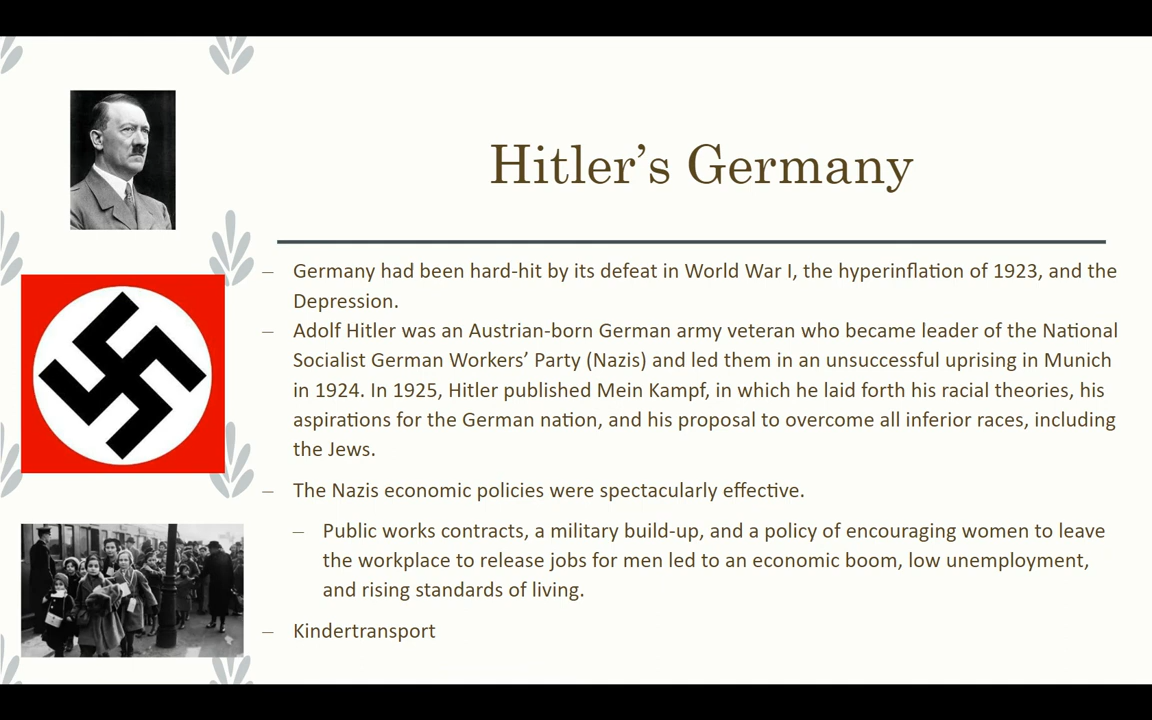 Hitler’s Germany
– Germany had been hard-hit by its defeat in World War I, the hyperinflation of 1923, and the
Depression.
– Adolf Hitler was an Austrian-born German army veteran who became leader of the National
Socialist German Workers’ Party (Nazis) and led them in an unsuccessful uprising in Munich
in 1924. In 1925, Hitler published Mein Kampf, in which he laid forth his racial theories, his
aspirations for the German nation, and his proposal to overcome all inferior races, including
the Jews.
– The Nazis economic policies were spectacularly effective.
– Public works contracts, a military build-up, and a policy of encouraging women to leave
the workplace to release jobs for men led to an economic boom, low unemployment,
and rising standards of living.
– Kindertransport